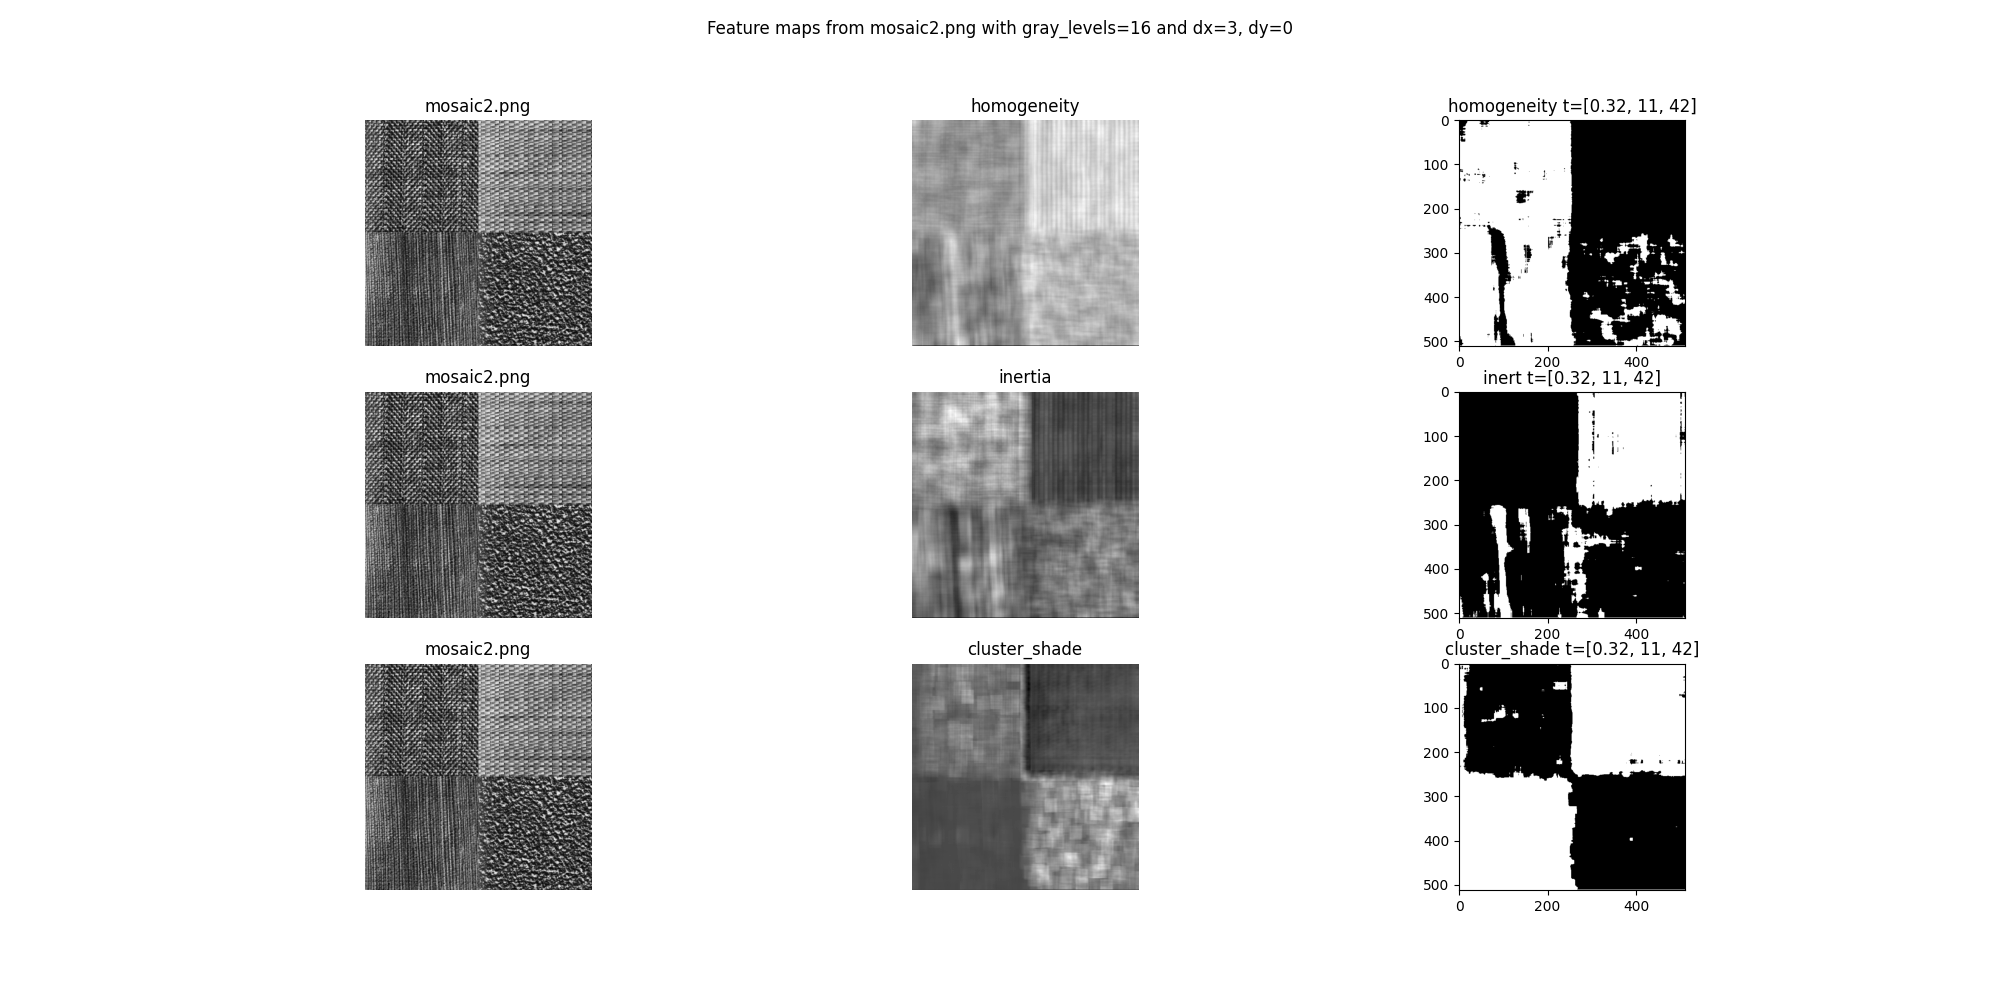 Feature maps from mosaic2.png with gray_levels=16 and dx=3, dy=0
mosaic2.png
homogeneity
homogeneity t=[0.32, 11, 42]
0
100
200
300
400
500
0 200 400
mosaic2.png
inertia
inert t=[0.32, 11, 42]
0
100
200
300
400
500
0 200 400
mosaic2.png
cluster_shade
cluster_shade t=[0.32, 11, 42]
0
100
200
300
400
500
0 200 400